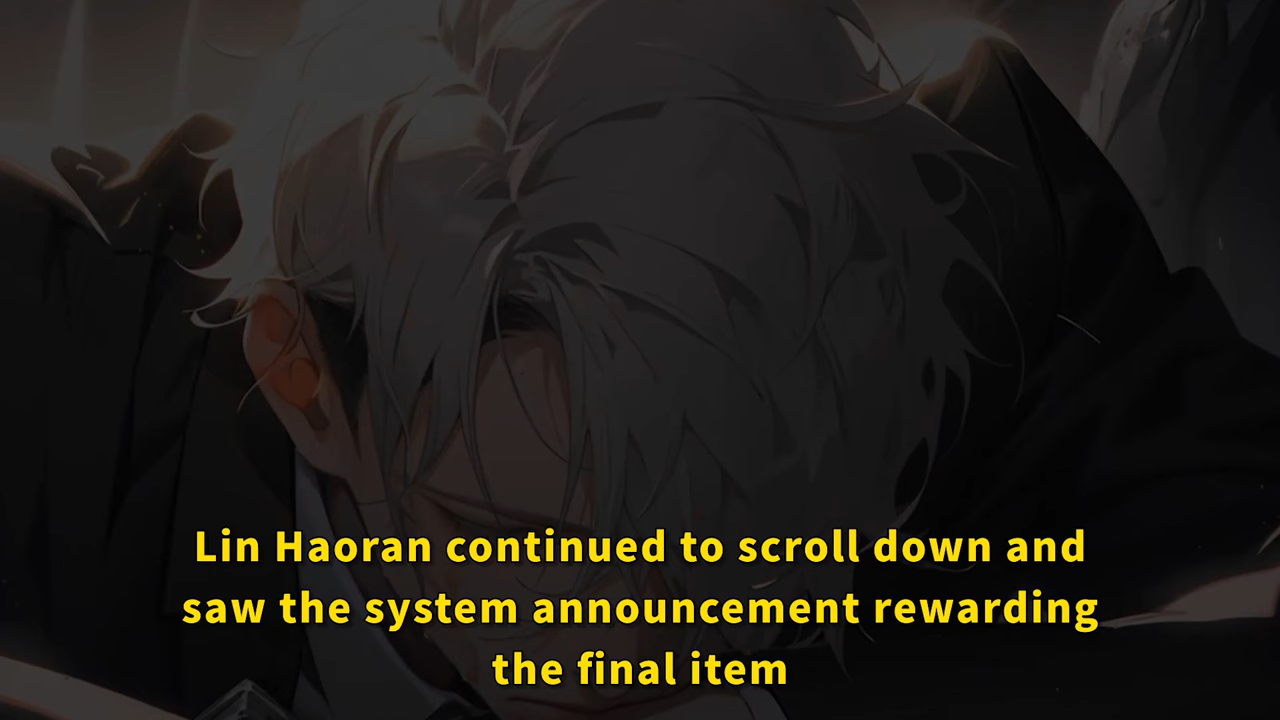 Lin Haoran continued to scroll down and
saw the system announcement rewarding
the final item